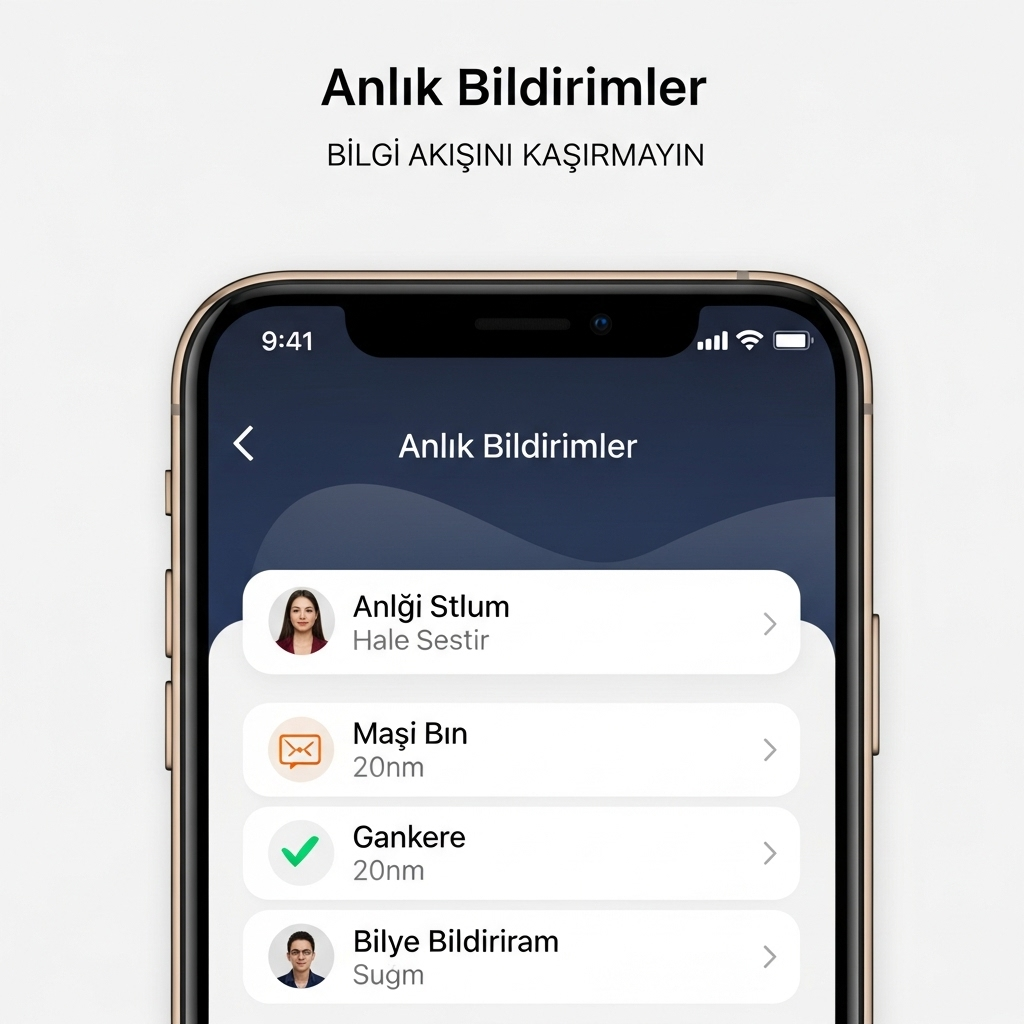 Anlık Bildirimler
BİLGİ AKIŞINI KAŞIRMAYIN
9:41
Anlık Bildirimler
Anlği Stlum
Hale Sestir
Maşi Bın
20nm
Gankere
20nm
Bilye Bildiriram
Suğm